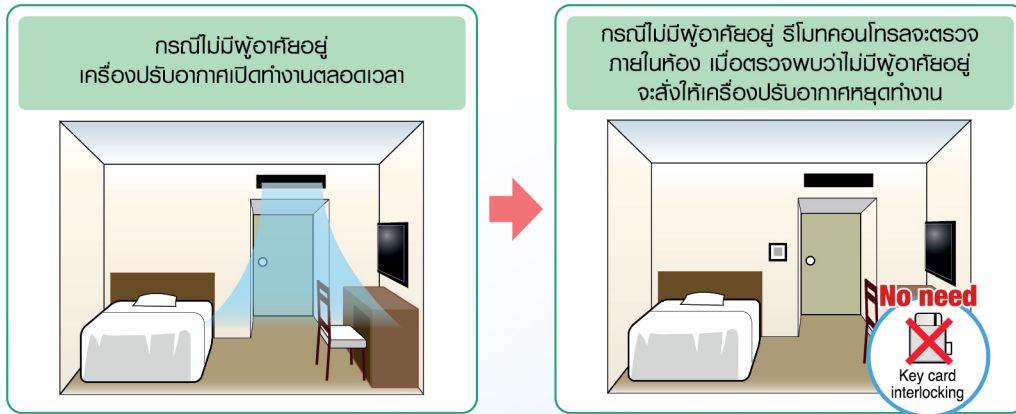 กรณีไม่มีผู้อาศัยอยู่
เครื่องปรับอากาศเปิดทำงานตลอดเวลา
กรณีไม่มีผู้อาศัยอยู่ รีโมทคอนโทรลจะตรวจ
ภายในห้อง เมื่อตรวจพบว่าไม่มีผู้อาศัยอยู่
จะสั่งให้เครื่องปรับอากาศหยุดทำงาน
No need
Key card
interlocking